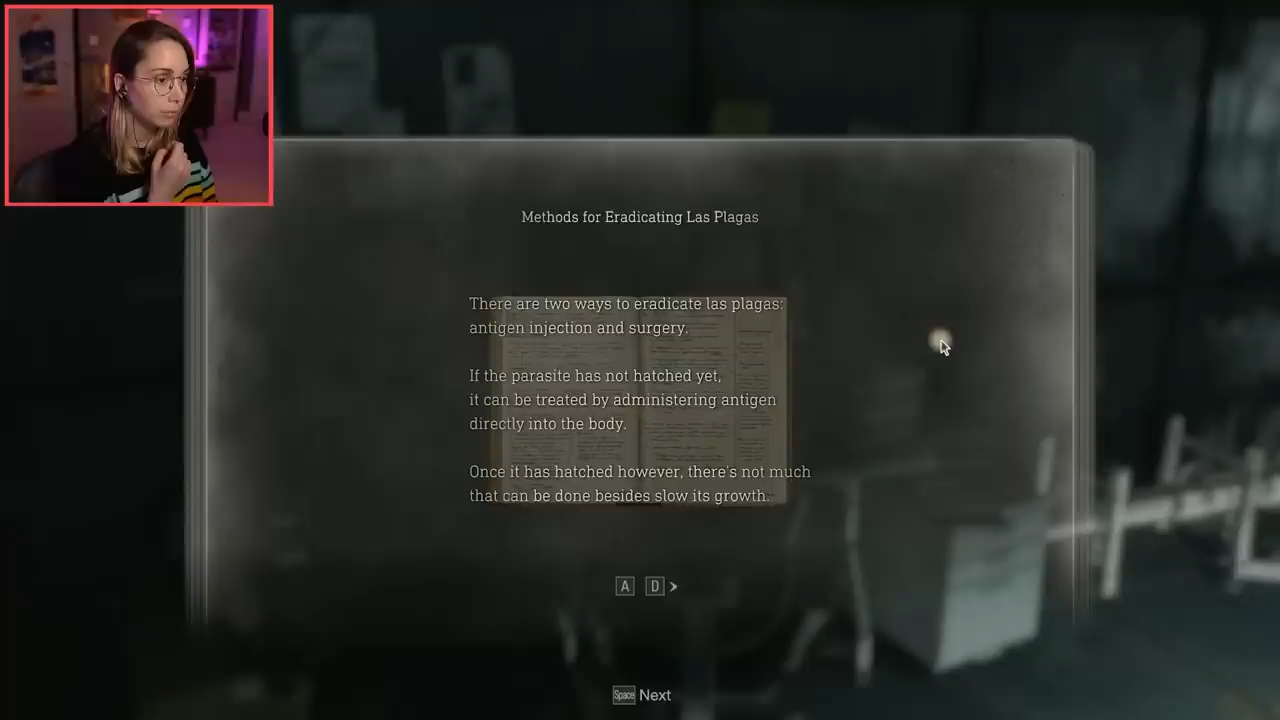 Methods for Eradicating Las Plagas
There are two ways to eradicate las plagas:
antigen injection and surgery.
If the parasite has not hatched yet,
it can be treated by administering antigen
directly into the body.
Once it has hatched however, there's not much
that can be done besides slow its growth.
A D >
Space Next